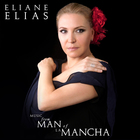 ELIANE
ELIAS
MUSIC from
MAN of
LA MANCHA